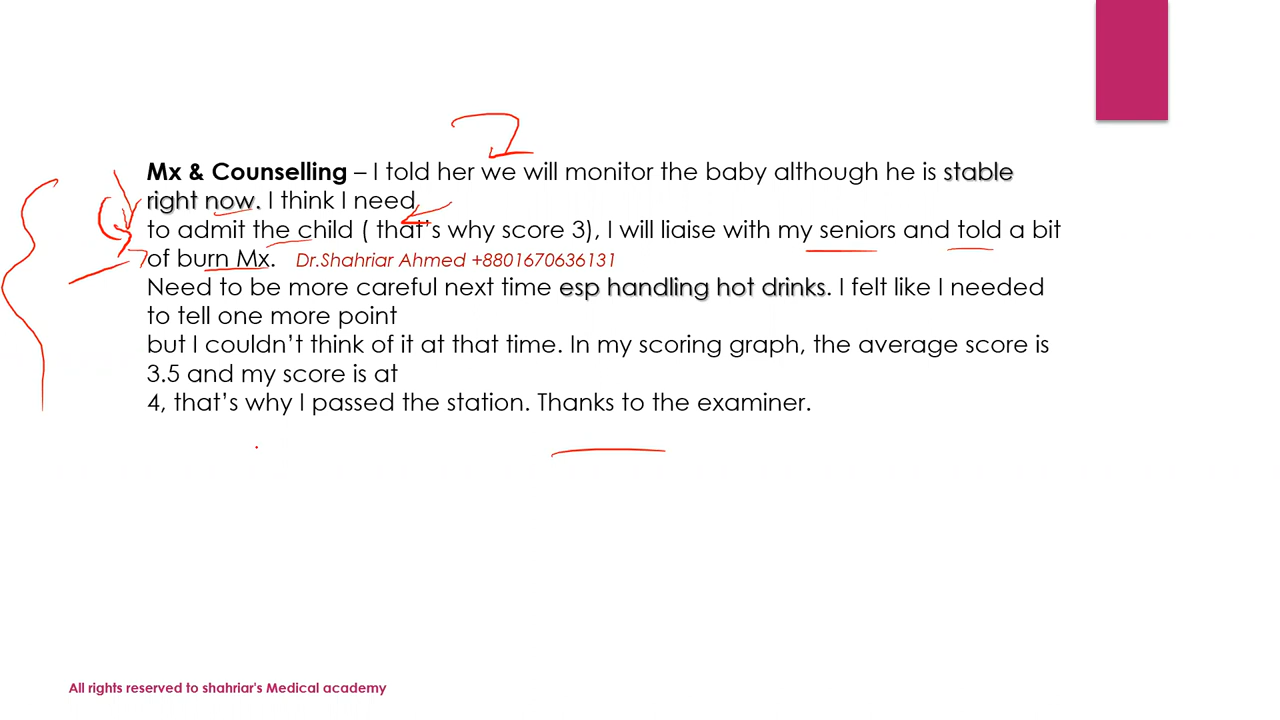 Mx & Counselling – I told her we will monitor the baby although he is stable
right now. I think I need
to admit the child ( that's why score 3), I will liaise with my seniors and told a bit
of burn Mx. Dr.Shahriar Ahmed +8801670636131
Need to be more careful next time esp handling hot drinks. I felt like I needed
to tell one more point
but I couldn't think of it at that time. In my scoring graph, the average score is
3.5 and my score is at
4, that's why I passed the station. Thanks to the examiner.
All rights reserved to shahriar's Medical academy